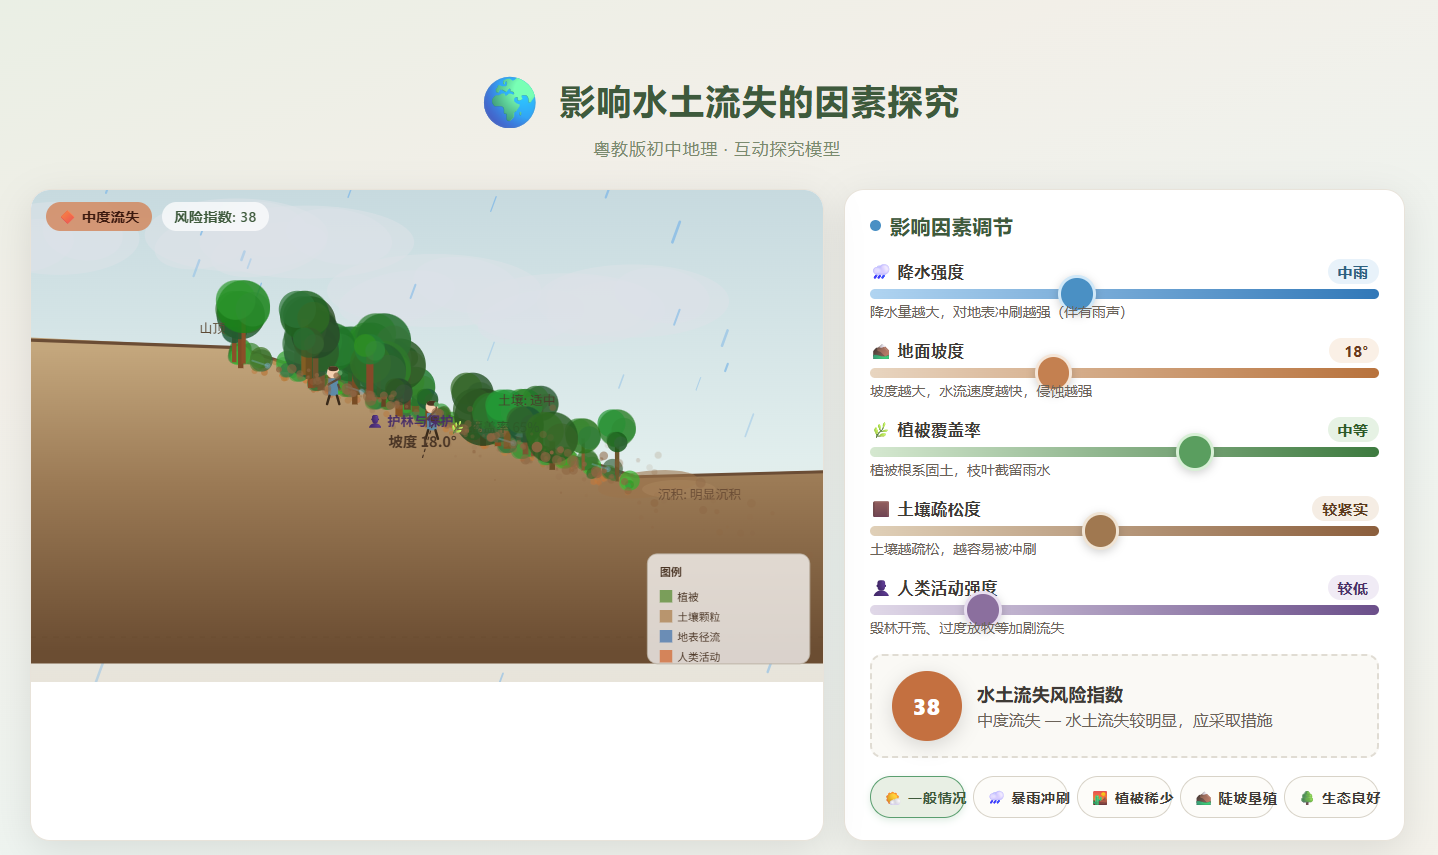 影响水土流失的因素探究
粤教版初中地理 · 互动探究模型
中度流失
风险指数: 38
山顶
土壤: 适中
护林与保护
坡度 18.0°
沉积: 明显沉积
图例
植被
土壤颗粒
地表径流
人类活动
影响因素调节
降水强度
中雨
降水量越大，对地表冲刷越强（伴有雨声）
地面坡度
18°
坡度越大，水流速度越快，侵蚀越强
植被覆盖率
中等
植被根系固土，枝叶截留雨水
土壤疏松度
较紧实
土壤越疏松，越容易被冲刷
人类活动强度
较低
毁林开荒、过度放牧等加剧流失
38
水土流失风险指数
中度流失 — 水土流失较明显，应采取措施
一般情况
暴雨冲刷
植被稀少
陡坡垦殖
生态良好